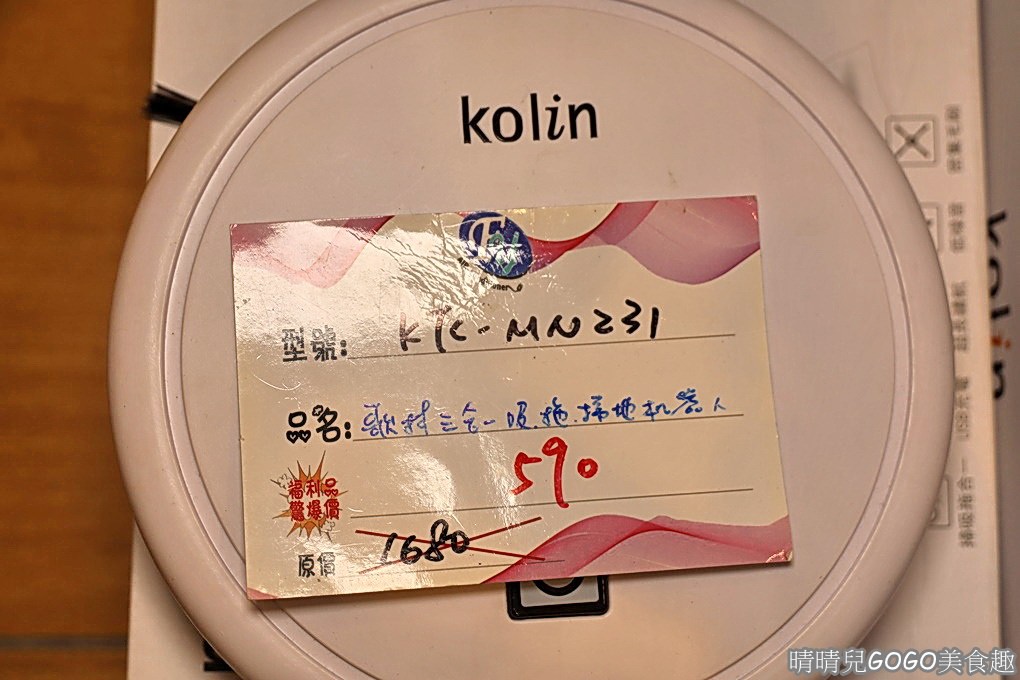 kolin
型號: KTC-MN231
品名: 歌林三合一吸拖.掃地机器人
福利品
驚爆價
590
原價 1680
kolin
晴晴兒GOGO美食趣